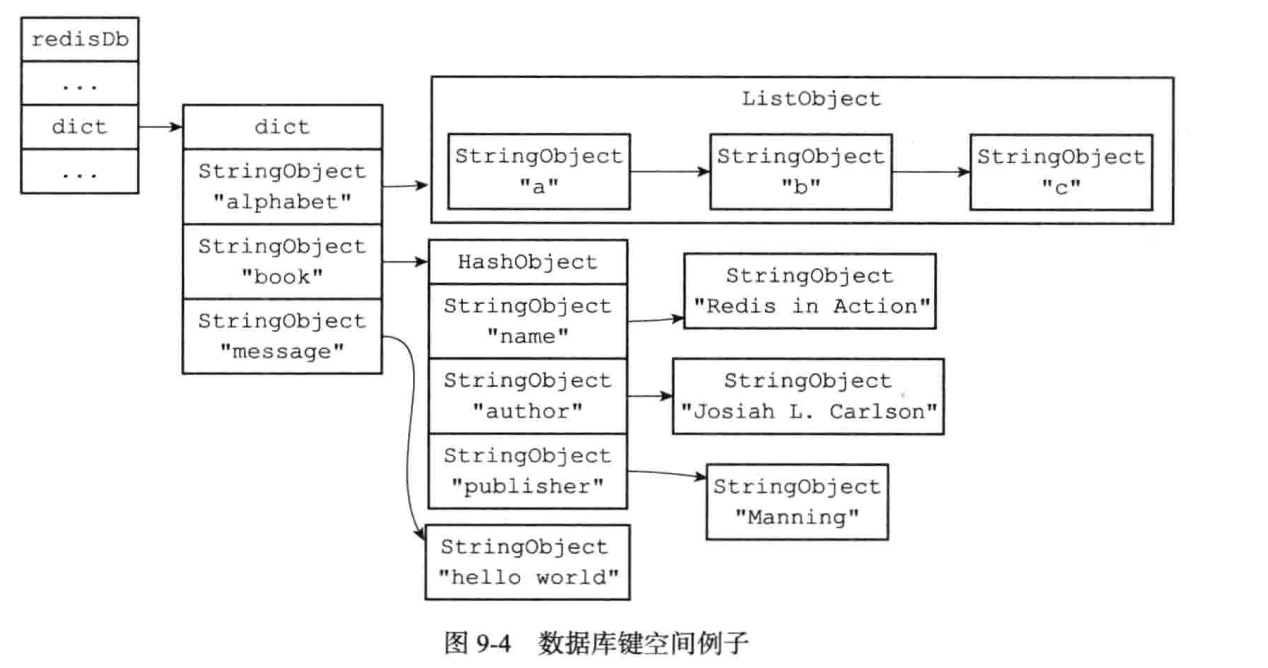 redisDb
...
dict
...
dict
StringObject
"alphabet"
StringObject
"book"
StringObject
"message"
ListObject
StringObject
"a"
StringObject
"b"
StringObject
"c"
HashObject
StringObject
"name"
StringObject
"author"
StringObject
"publisher"
StringObject
"Redis in Action"
StringObject
"Josiah L. Carlson"
StringObject
"Manning"
StringObject
"hello world"
图 9-4 数据库键空间例子